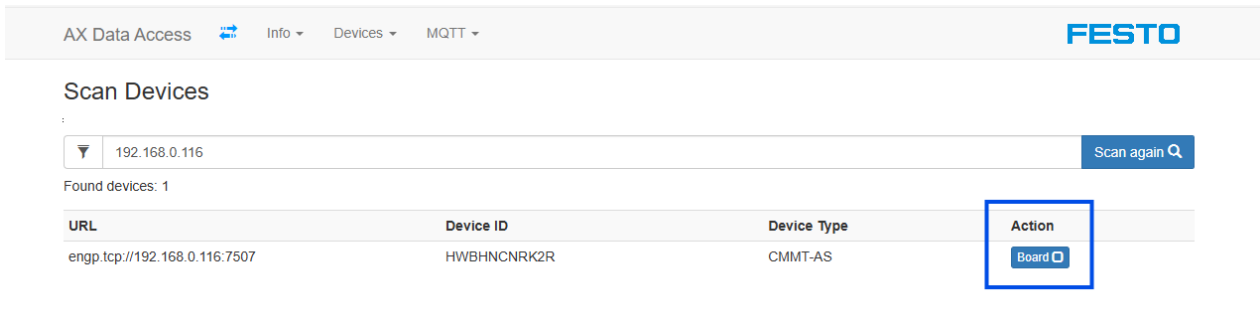 AX Data Access Info Devices MQTT FESTO
Scan Devices
:
192.168.0.116 Scan again
Found devices: 1
URL Device ID Device Type Action
engp.tcp://192.168.0.116:7507 HWBHNCNRK2R CMMT-AS Board